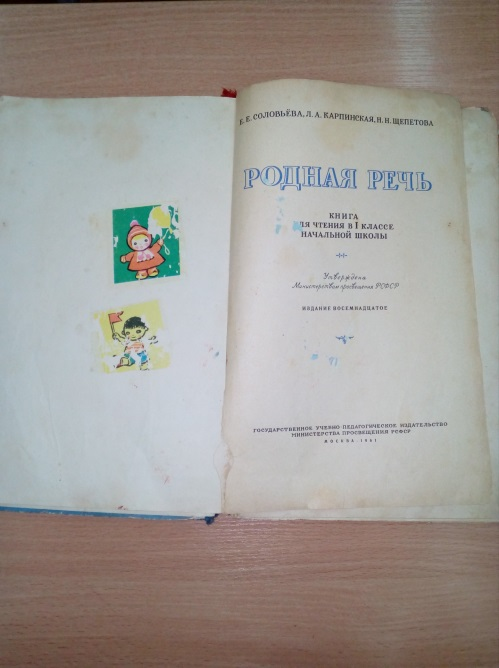 Е. Е. СОЛОВЬЁВА, Л. А. КАРПИНСКАЯ, Н. Н. ЩЕПЕТОВА
РОДНАЯ РЕЧЬ
КНИГА
ДЛЯ ЧТЕНИЯ В I КЛАССЕ
НАЧАЛЬНОЙ ШКОЛЫ
Утверждена
Министерством просвещения РСФСР
ИЗДАНИЕ ВОСЕМНАДЦАТОЕ
ГОСУДАРСТВЕННОЕ УЧЕБНО-ПЕДАГОГИЧЕСКОЕ ИЗДАТЕЛЬСТВО
МИНИСТЕРСТВА ПРОСВЕЩЕНИЯ РСФСР
МОСКВА 1961